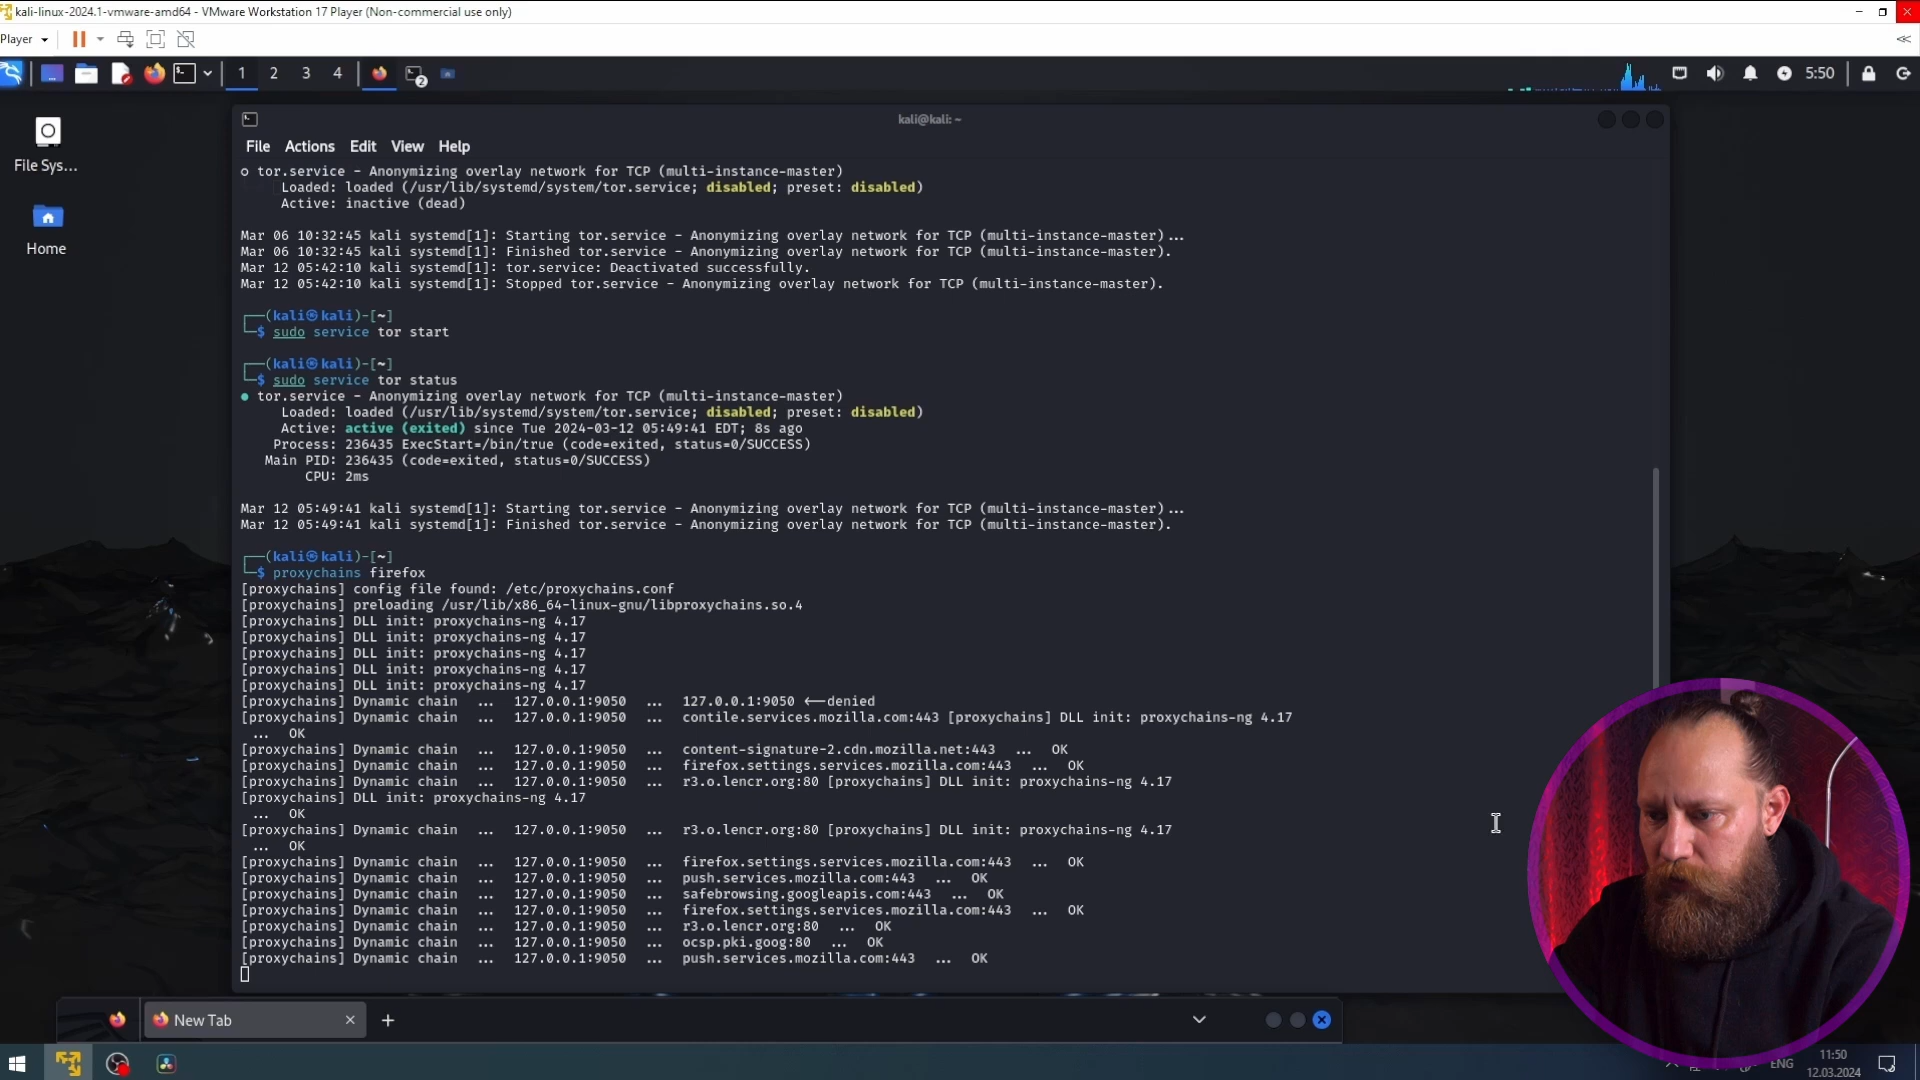 kali-linux-2024.1-vmware-amd64 - VMware Workstation 17 Player (Non-commercial use only)
Player
1 2 3 4 2 5:50
File Sys...
Home
kali@kali: ~
File Actions Edit View Help
○ tor.service - Anonymizing overlay network for TCP (multi-instance-master)
Loaded: loaded (/usr/lib/systemd/system/tor.service; disabled; preset: disabled)
Active: inactive (dead)
Mar 06 10:32:45 kali systemd[1]: Starting tor.service - Anonymizing overlay network for TCP (multi-instance-master)...
Mar 06 10:32:45 kali systemd[1]: Finished tor.service - Anonymizing overlay network for TCP (multi-instance-master).
Mar 12 05:42:10 kali systemd[1]: tor.service: Deactivated successfully.
Mar 12 05:42:10 kali systemd[1]: Stopped tor.service - Anonymizing overlay network for TCP (multi-instance-master).
┌──(kali㉿kali)-[~]
└─$ sudo service tor start
┌──(kali㉿kali)-[~]
└─$ sudo service tor status
● tor.service - Anonymizing overlay network for TCP (multi-instance-master)
Loaded: loaded (/usr/lib/systemd/system/tor.service; disabled; preset: disabled)
Active: active (exited) since Tue 2024-03-12 05:49:41 EDT; 8s ago
Process: 236435 ExecStart=/bin/true (code=exited, status=0/SUCCESS)
Main PID: 236435 (code=exited, status=0/SUCCESS)
CPU: 2ms
Mar 12 05:49:41 kali systemd[1]: Starting tor.service - Anonymizing overlay network for TCP (multi-instance-master)...
Mar 12 05:49:41 kali systemd[1]: Finished tor.service - Anonymizing overlay network for TCP (multi-instance-master).
┌──(kali㉿kali)-[~]
└─$ proxychains firefox
[proxychains] config file found: /etc/proxychains.conf
[proxychains] preloading /usr/lib/x86_64-linux-gnu/libproxychains.so.4
[proxychains] DLL init: proxychains-ng 4.17
[proxychains] DLL init: proxychains-ng 4.17
[proxychains] DLL init: proxychains-ng 4.17
[proxychains] DLL init: proxychains-ng 4.17
[proxychains] DLL init: proxychains-ng 4.17
[proxychains] Dynamic chain ... 127.0.0.1:9050 ... 127.0.0.1:9050 <--denied
[proxychains] Dynamic chain ... 127.0.0.1:9050 ... contile.services.mozilla.com:443 [proxychains] DLL init: proxychains-ng 4.17
... OK
[proxychains] Dynamic chain ... 127.0.0.1:9050 ... content-signature-2.cdn.mozilla.net:443 ... OK
[proxychains] Dynamic chain ... 127.0.0.1:9050 ... firefox.settings.services.mozilla.com:443 ... OK
[proxychains] Dynamic chain ... 127.0.0.1:9050 ... r3.o.lencr.org:80 [proxychains] DLL init: proxychains-ng 4.17
[proxychains] DLL init: proxychains-ng 4.17
... OK
[proxychains] Dynamic chain ... 127.0.0.1:9050 ... r3.o.lencr.org:80 [proxychains] DLL init: proxychains-ng 4.17
... OK
[proxychains] Dynamic chain ... 127.0.0.1:9050 ... firefox.settings.services.mozilla.com:443 ... OK
[proxychains] Dynamic chain ... 127.0.0.1:9050 ... push.services.mozilla.com:443 ... OK
[proxychains] Dynamic chain ... 127.0.0.1:9050 ... safebrowsing.googleapis.com:443 ... OK
[proxychains] Dynamic chain ... 127.0.0.1:9050 ... firefox.settings.services.mozilla.com:443 ... OK
[proxychains] Dynamic chain ... 127.0.0.1:9050 ... r3.o.lencr.org:80 ... OK
[proxychains] Dynamic chain ... 127.0.0.1:9050 ... ocsp.pki.goog:80 ... OK
[proxychains] Dynamic chain ... 127.0.0.1:9050 ... push.services.mozilla.com:443 ... OK
New Tab
ENG
11:50
12.03.2024